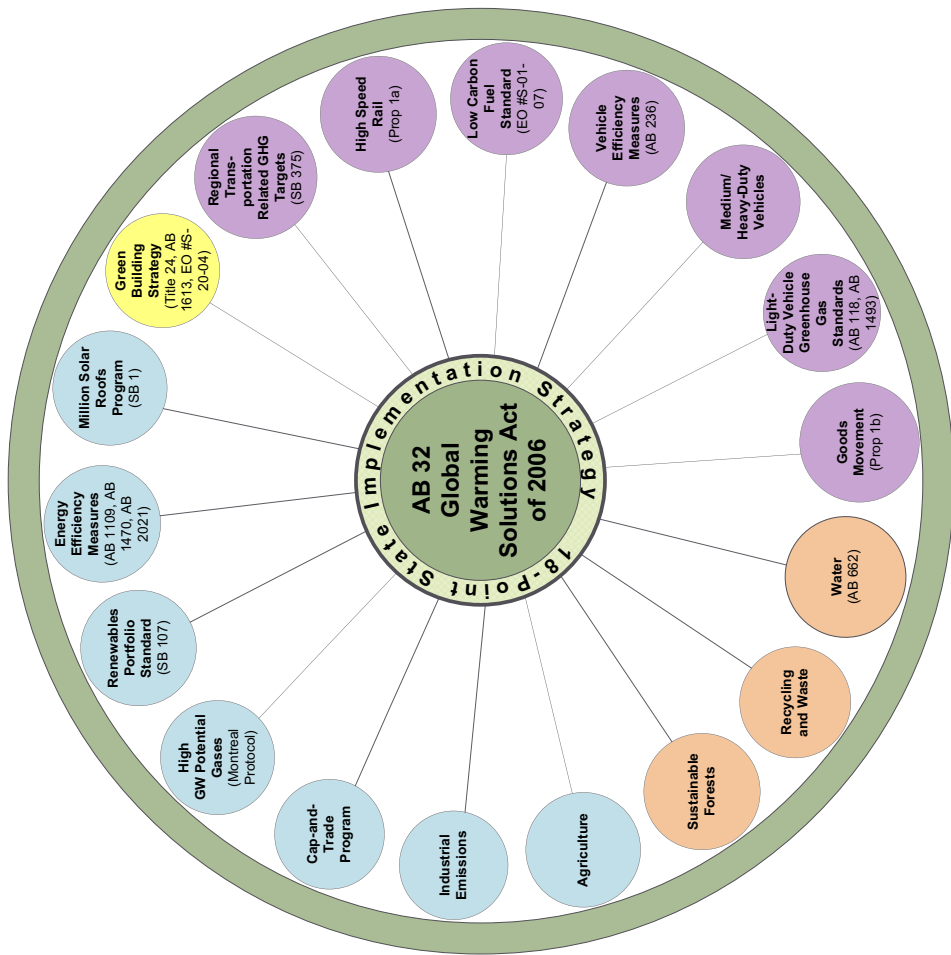 AB 32
Global
Warming
Solutions Act
of 2006
18-Point State Implementation Strategy
Green
Building
Strategy
(Title 24, AB
1613, EO #S-
20-04)
Regional
Trans-
portation
Related GHG
Targets
(SB 375)
High Speed
Rail
(Prop 1a)
Low Carbon
Fuel
Standard
(EO #S-01-
07)
Vehicle
Efficiency
Measures
(AB 236)
Medium/
Heavy-Duty
Vehicles
Light-
Duty Vehicle
Greenhouse
Gas
Standards
(AB 118, AB
1493)
Goods
Movement
(Prop 1b)
Water
(AB 662)
Recycling
and Waste
Sustainable
Forests
Agriculture
Industrial
Emissions
Cap-and-
Trade
Program
High
GW Potential
Gases
(Montreal
Protocol)
Renewables
Portfolio
Standard
(SB 107)
Energy
Efficiency
Measures
(AB 1109, AB
1470, AB
2021)
Million Solar
Roofs
Program
(SB 1)